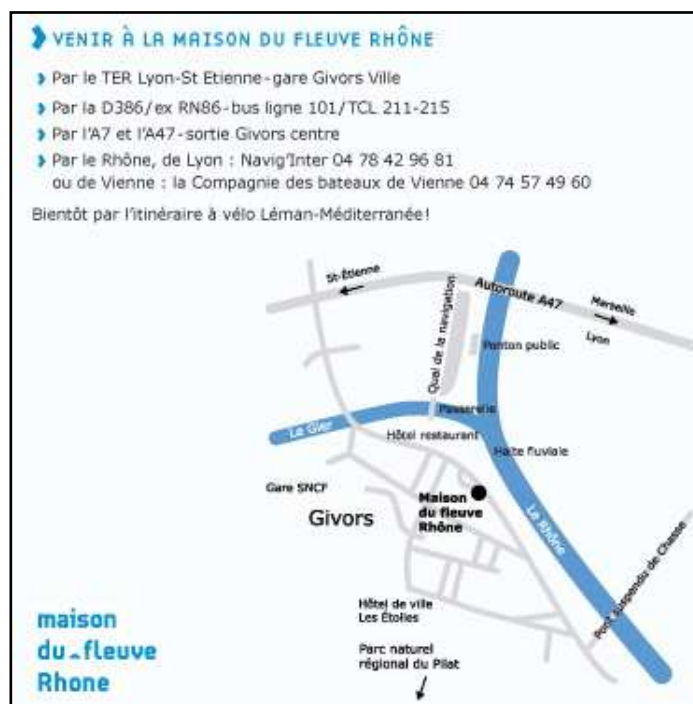 VENIR À LA MAISON DU FLEUVE RHÔNE
Par le TER Lyon-St Etienne-gare Givors Ville
Par la D386/ex RN86-bus ligne 101/TCL 211-215
Par l'A7 et l'A47-sortie Givors centre
Par le Rhône, de Lyon : Navig'Inter 04 78 42 96 81
ou de Vienne : la Compagnie des bateaux de Vienne 04 74 57 49 60
Bientôt par l'itinéraire à vélo Léman-Méditerranée!
St-Étienne
Autoroute A47
Marseille
Lyon
Quai de la navigation
Ponton public
Passerelle
Le Gier
Hôtel restaurant
Halte fluviale
Gare SNCF
Maison
du fleuve
Rhône
Givors
Le Rhône
Pont suspendu de Chasse
Hôtel de ville
Les Étoiles
Parc naturel
régional du Pilat
maison
du-fleuve
Rhone